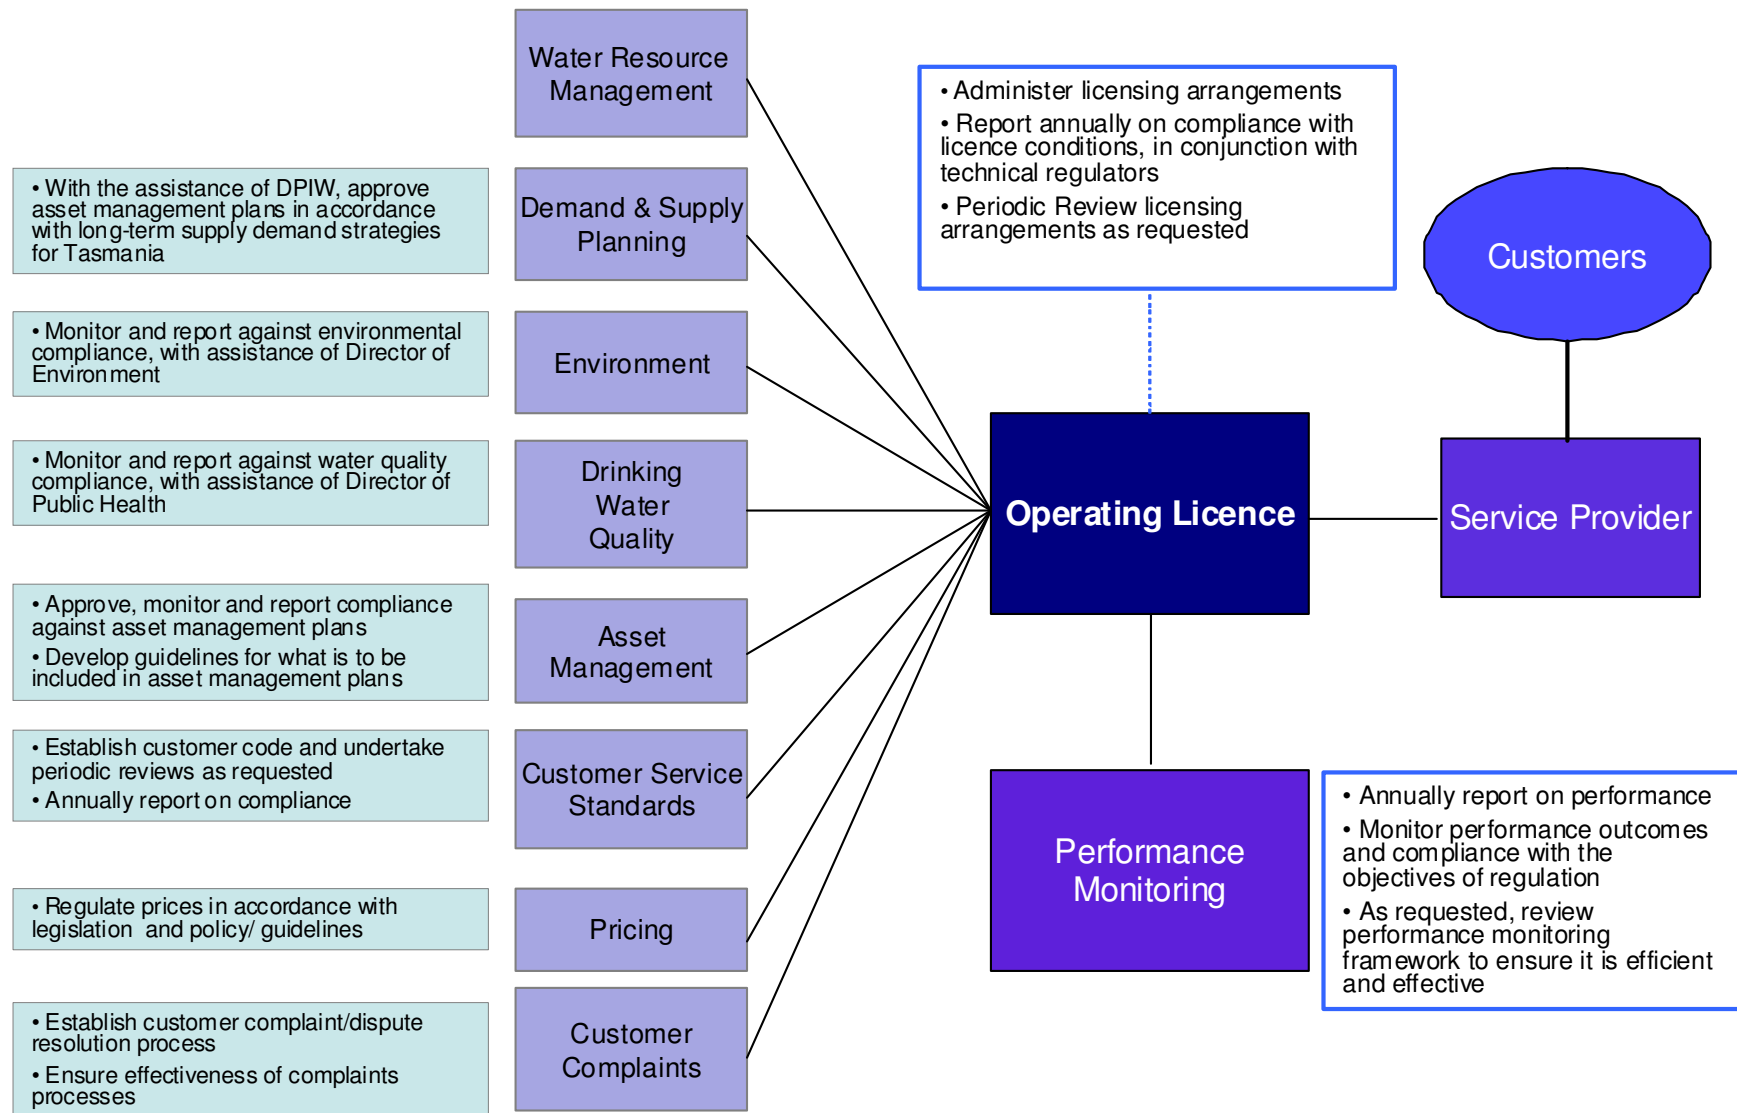 Water Resource
Management
• Administer licensing arrangements
• Report annually on compliance with
licence conditions, in conjunction with
technical regulators
• Periodic Review licensing
arrangements as requested
• With the assistance of DPIW, approve
asset management plans in accordance
with long-term supply demand strategies
for Tasmania
Demand & Supply
Planning
Customers
• Monitor and report against environmental
compliance, with assistance of Director of
Environment
Environment
• Monitor and report against water quality
compliance, with assistance of Director of
Public Health
Drinking
Water
Quality
Operating Licence
Service Provider
• Approve, monitor and report compliance
against asset management plans
• Develop guidelines for what is to be
included in asset management plans
Asset
Management
• Establish customer code and undertake
periodic reviews as requested
• Annually report on compliance
Customer Service
Standards
Performance
Monitoring
• Annually report on performance
• Monitor performance outcomes
and compliance with the
objectives of regulation
• As requested, review
performance monitoring
framework to ensure it is efficient
and effective
• Regulate prices in accordance with
legislation and policy/ guidelines
Pricing
• Establish customer complaint/dispute
resolution process
• Ensure effectiveness of complaints
processes
Customer
Complaints